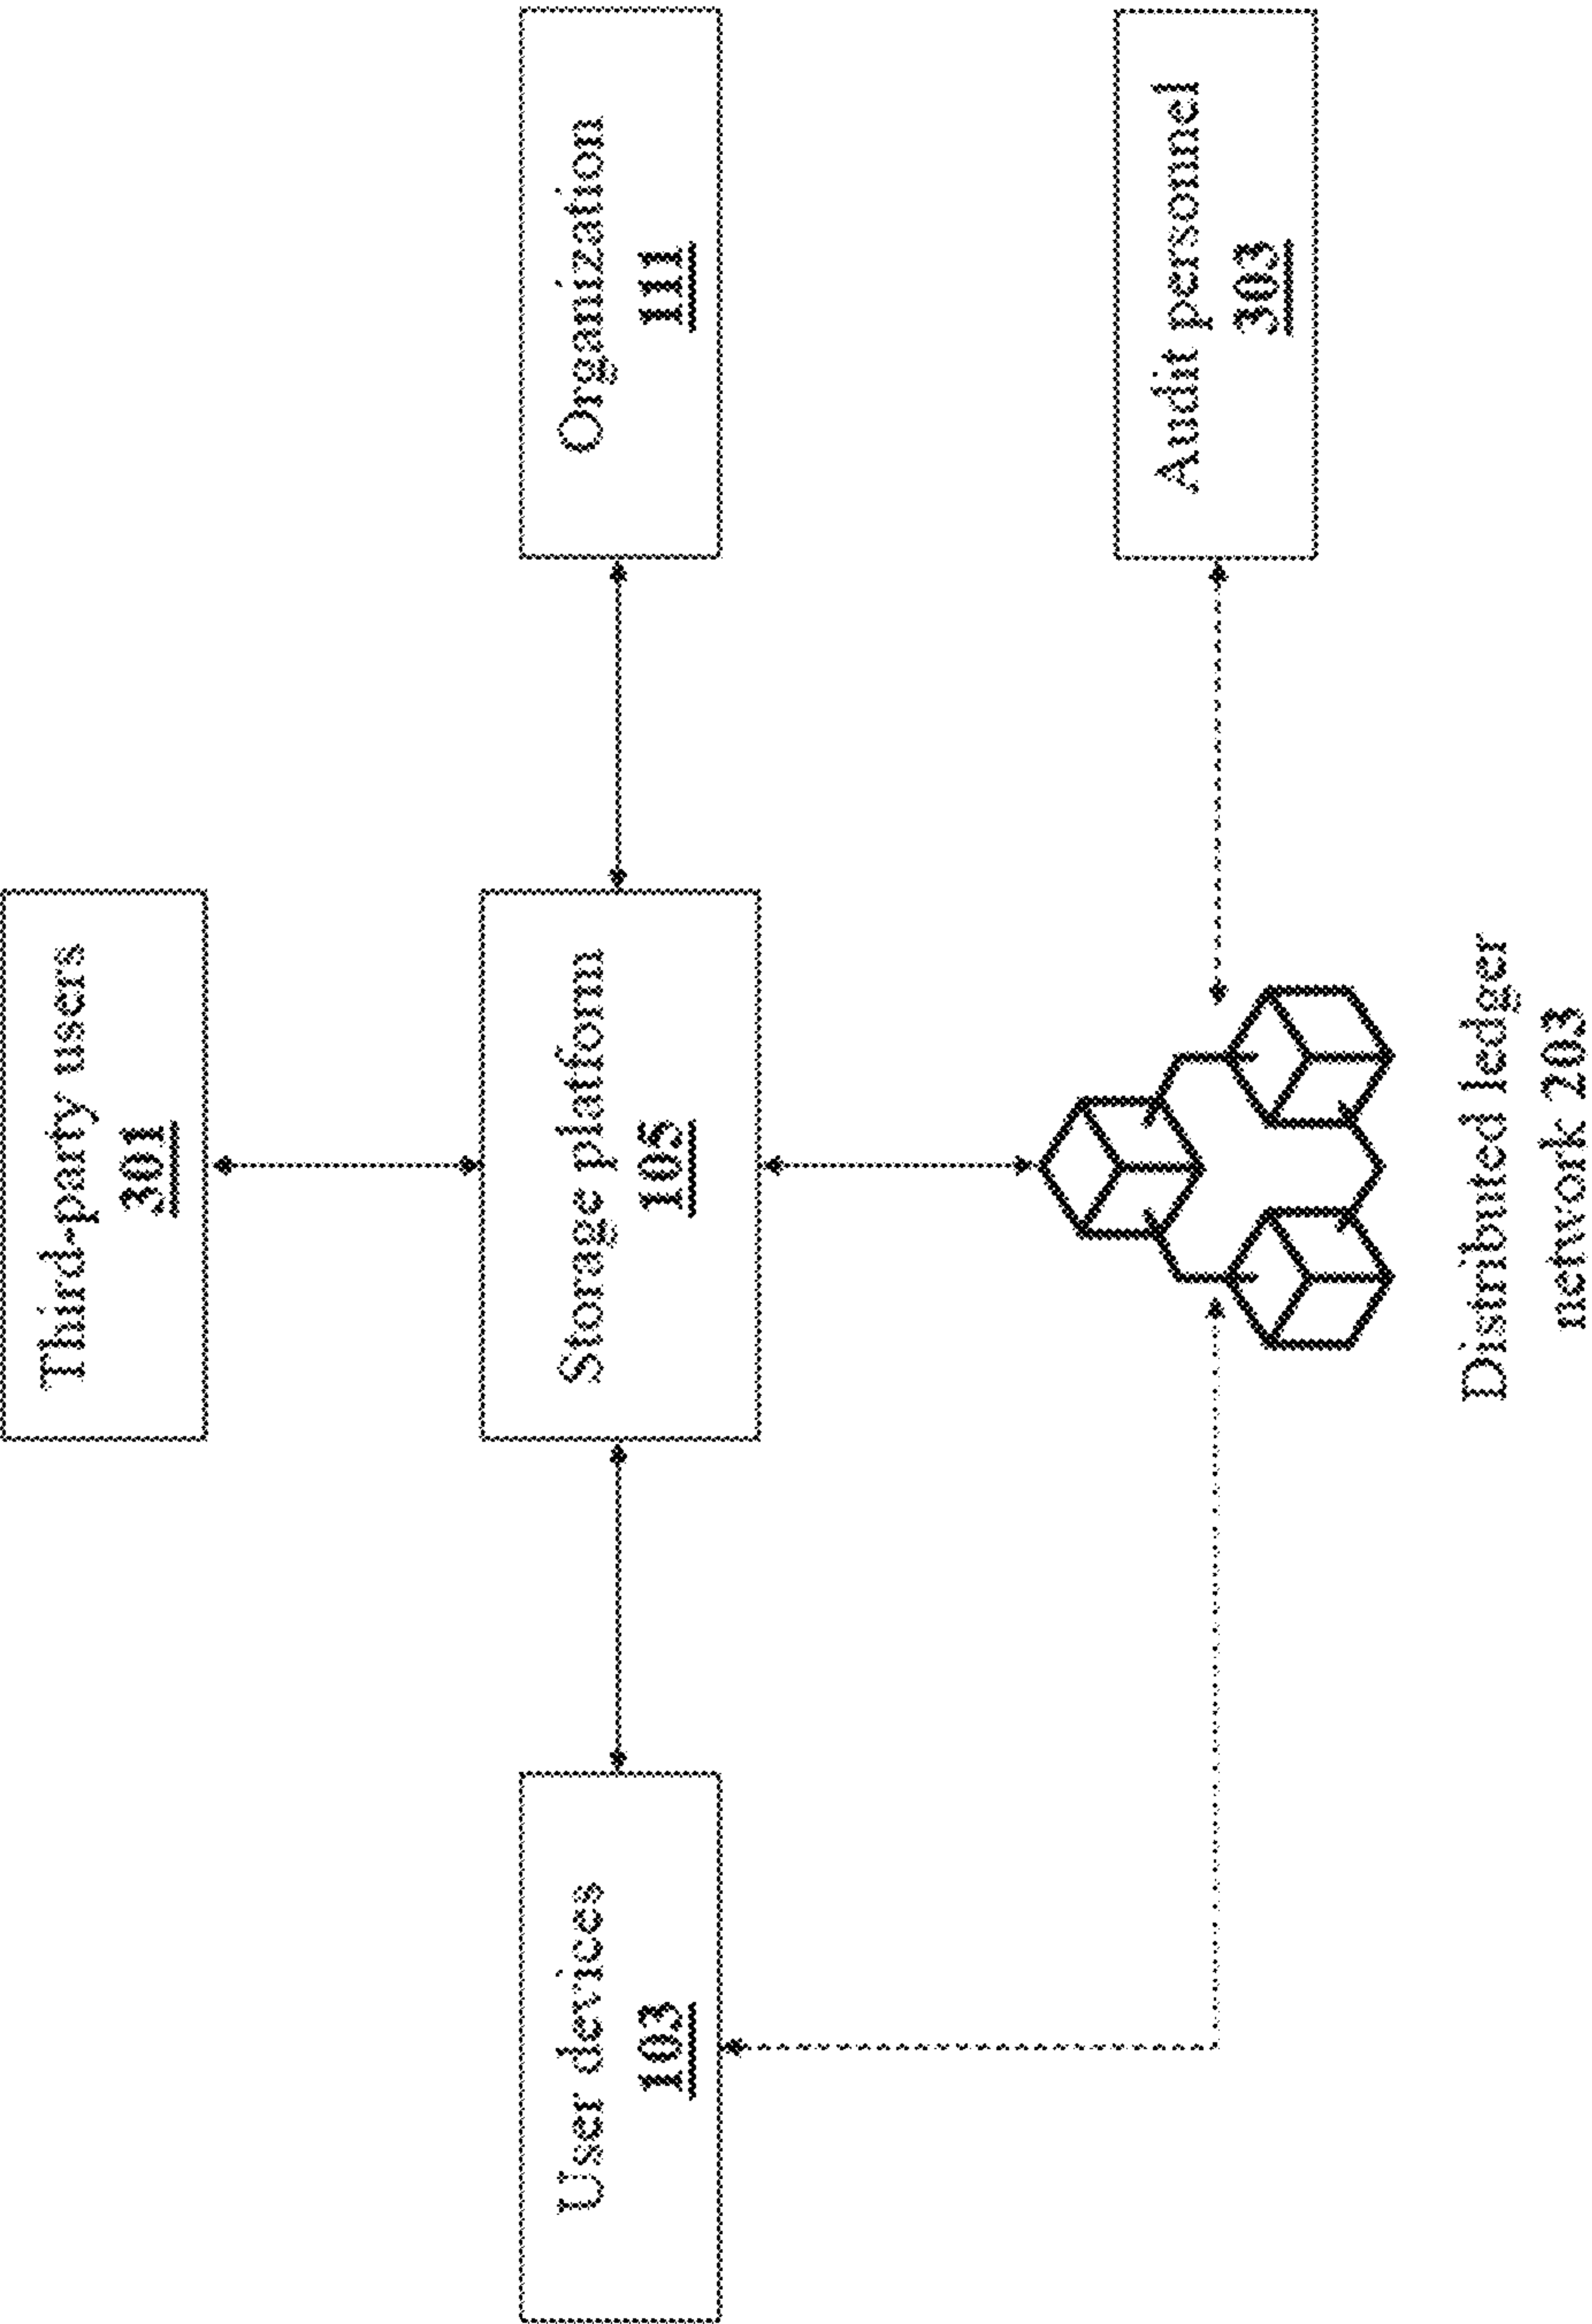 Third-party users
301
User devices
103
Storage platform
105
Organization
111
Distributed ledger
network 203
Audit personnel
303